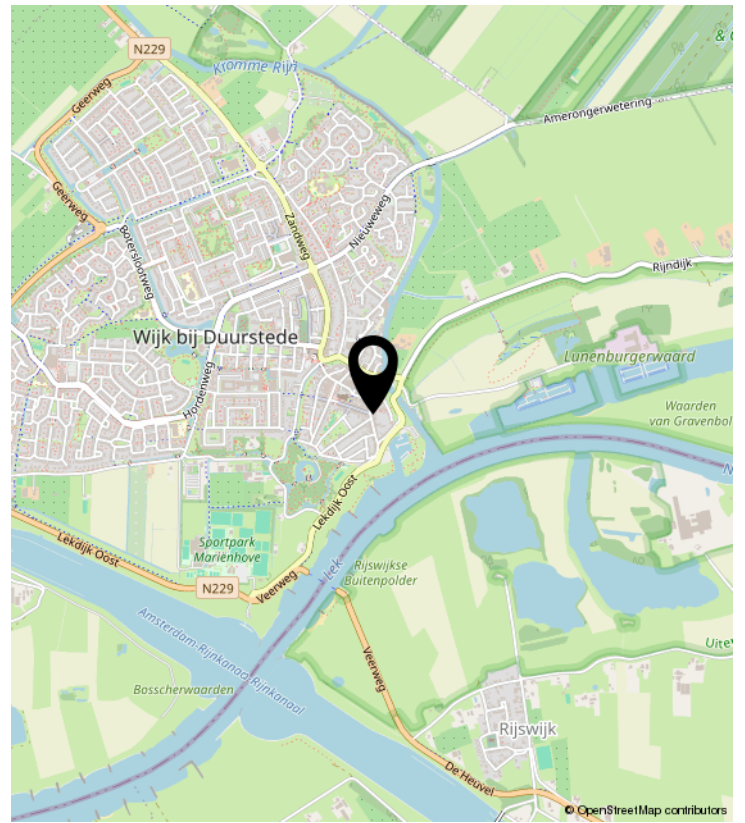 N229
& C
Kromme Rijn
Geerweg
Amerongerwetering
Geerweg
Nieuweweg
Zandweg
Boterslootweg
Rijndijk
Wijk bij Duurstede
Lunenburgerwaard
Hordenweg
Waarden
van Gravenbol
N
Lekdijk Oost
Sportpark
Mariënhove
Lekdijk Oost
Lek
Rijswijkse
Buitenpolder
N229
Veerweg
Amsterdam-Rijnkanaal
Rijnkanaal
Veerweg
Uitev
Bosscherwaarden
Rijswijk
De Heuvel
© OpenStreetMap contributors